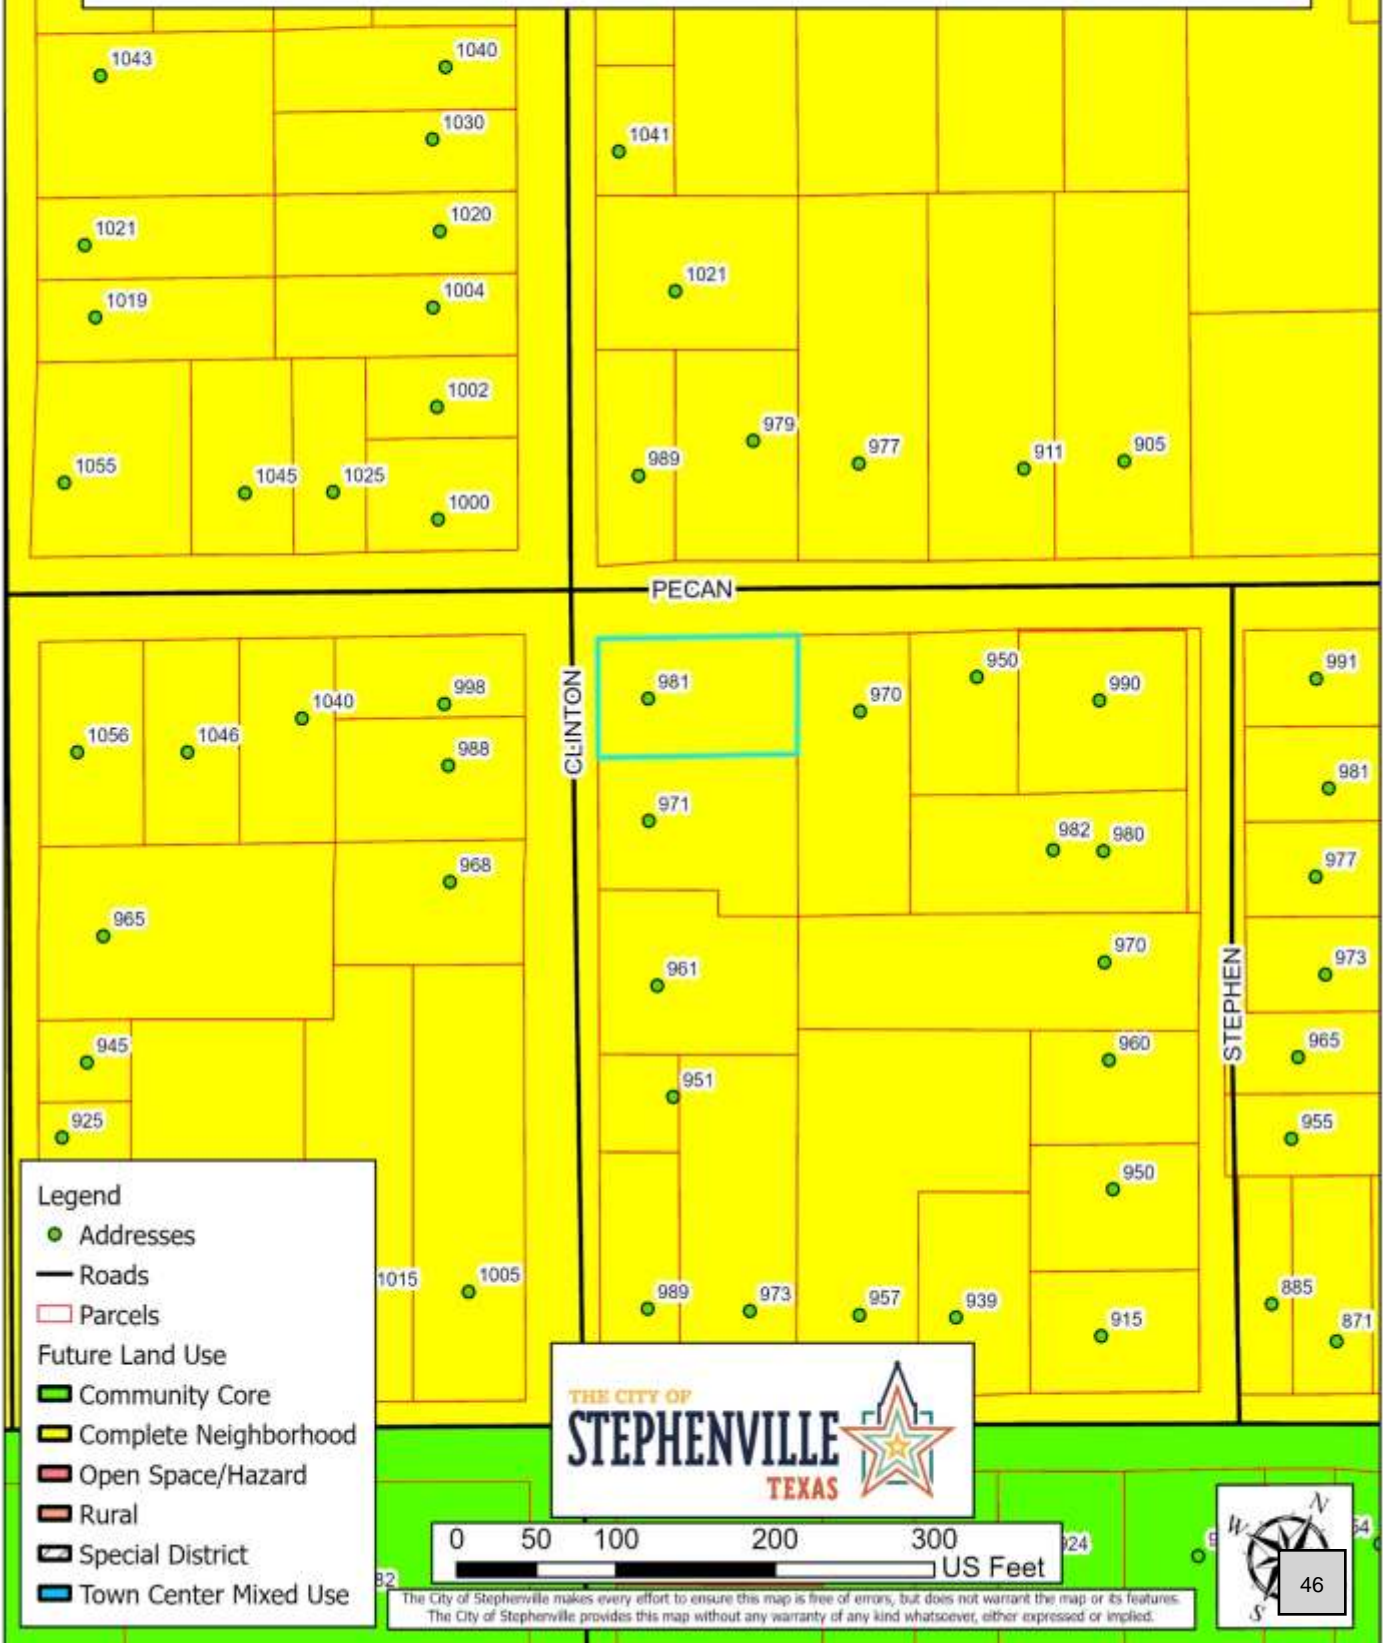 1043
1040
1030
1041
1021
1020
1021
1019
1004
1002
979
989
977
911
905
1055
1045
1025
1000
PECAN
CLINTON
981
998
1040
970
950
990
991
1056
1046
988
981
971
982
980
977
968
965
961
970
973
STEPHEN
945
951
960
965
925
955
950
1015
1005
989
973
957
939
915
885
871
Legend
Addresses
Roads
Parcels
Future Land Use
Community Core
Complete Neighborhood
Open Space/Hazard
Rural
Special District
Town Center Mixed Use
THE CITY OF
STEPHENVILLE
TEXAS
0 50 100 200 300
US Feet
The City of Stephenville makes every effort to ensure this map is free of errors, but does not warrant the map or its features.
The City of Stephenville provides this map without any warranty of any kind whatsoever, either expressed or implied.
N
W
S
46